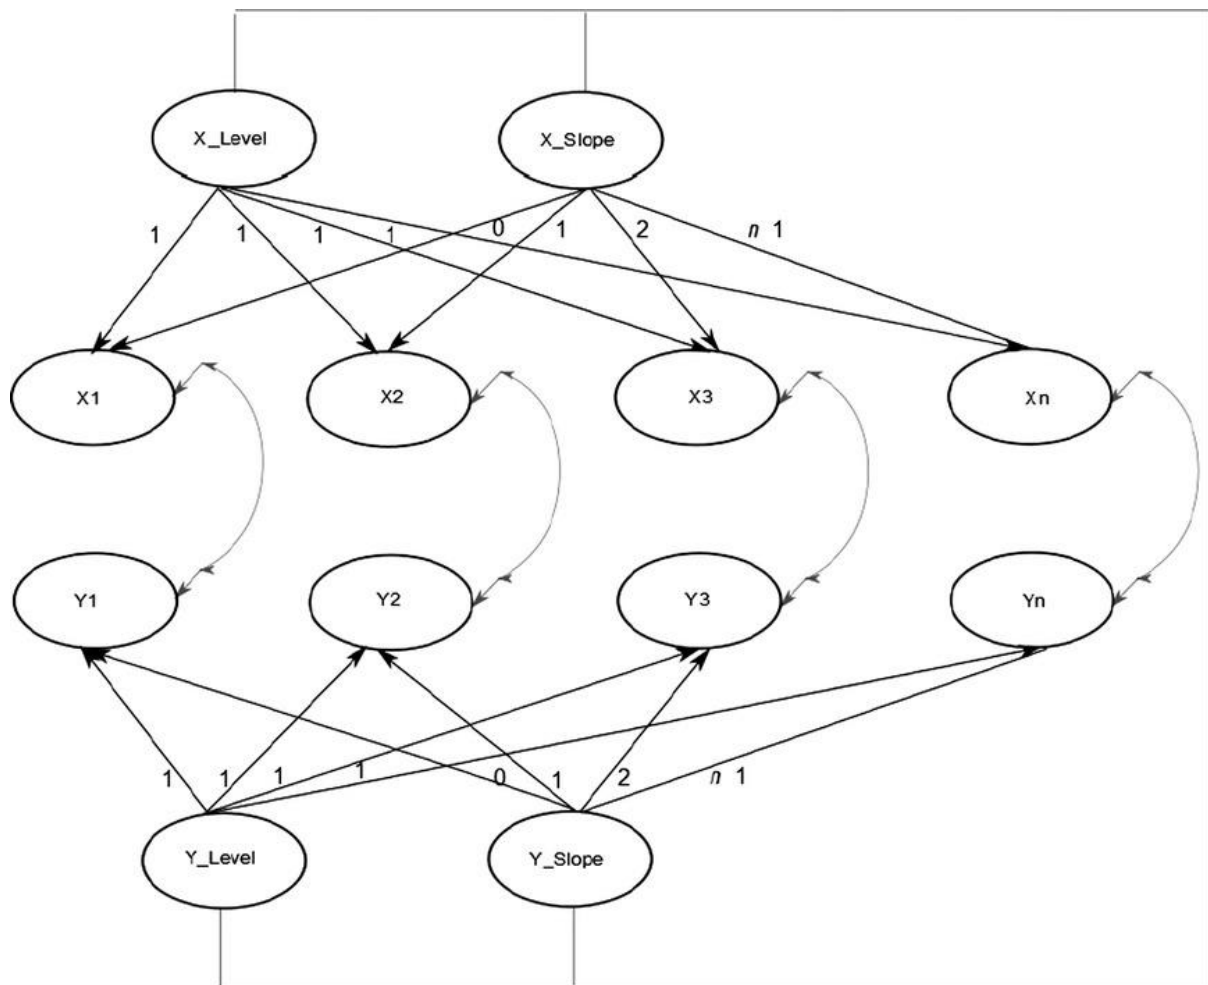 X_Level X_Slope
1 1 1 1 0 1 2 n 1
X1 X2 X3 Xn
Y1 Y2 Y3 Yn
1 1 1 1 0 1 2 n 1
Y_Level Y_Slope